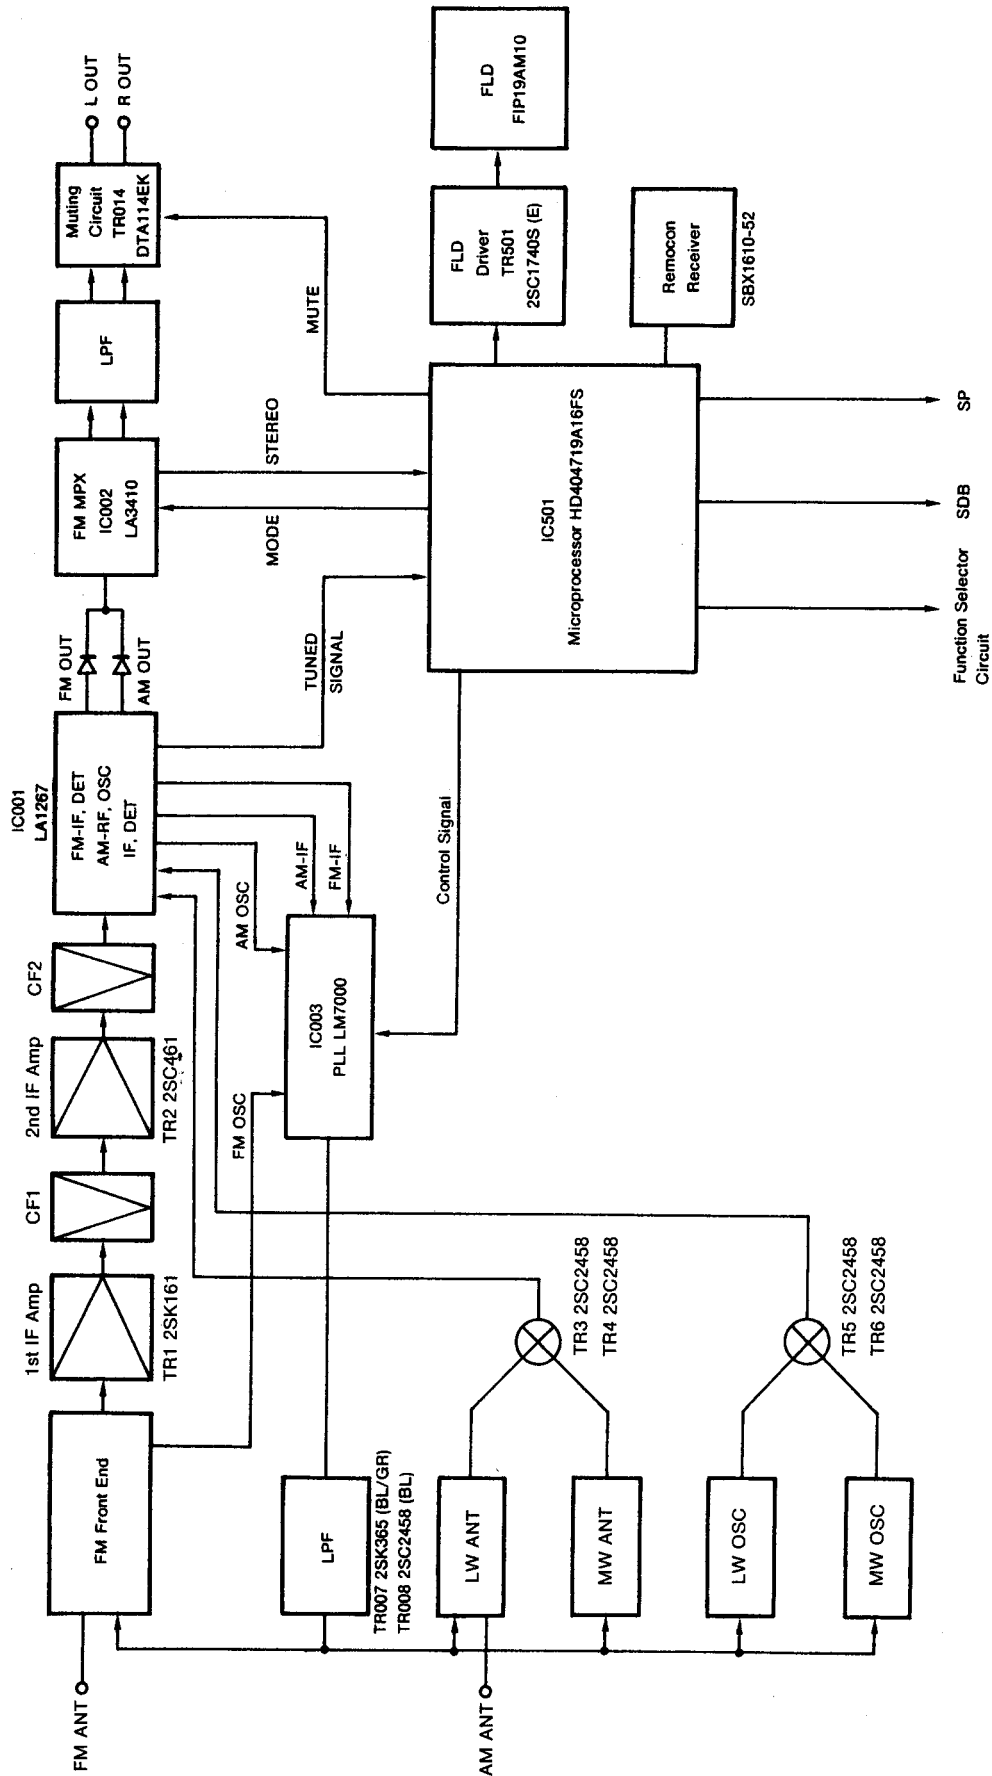 FM ANT
FM Front End
1st IF Amp
TR1 2SK161
CF1
2nd IF Amp
TR2 2SC461
CF2
IC001
LA1267
FM-IF, DET
AM-RF, OSC
IF, DET
FM OUT
AM OUT
FM MPX
IC002
LA3410
LPF
Muting
Circuit
TR014
DTA114EK
L OUT
R OUT
FM OSC
AM OSC
AM-IF
FM-IF
TUNED
SIGNAL
MODE
STEREO
MUTE
IC003
PLL LM7000
Control Signal
LPF
TR007 2SK365 (BL/GR)
TR008 2SC2458 (BL)
AM ANT
LW ANT
MW ANT
TR3 2SC2458
TR4 2SC2458
LW OSC
MW OSC
TR5 2SC2458
TR6 2SC2458
IC501
Microprocessor HD404719A16FS
FLD
Driver
TR501
2SC1740S (E)
FLD
FIP19AM10
Remocon
Receiver
SBX1610-52
Function Selector
Circuit
SDB
SP